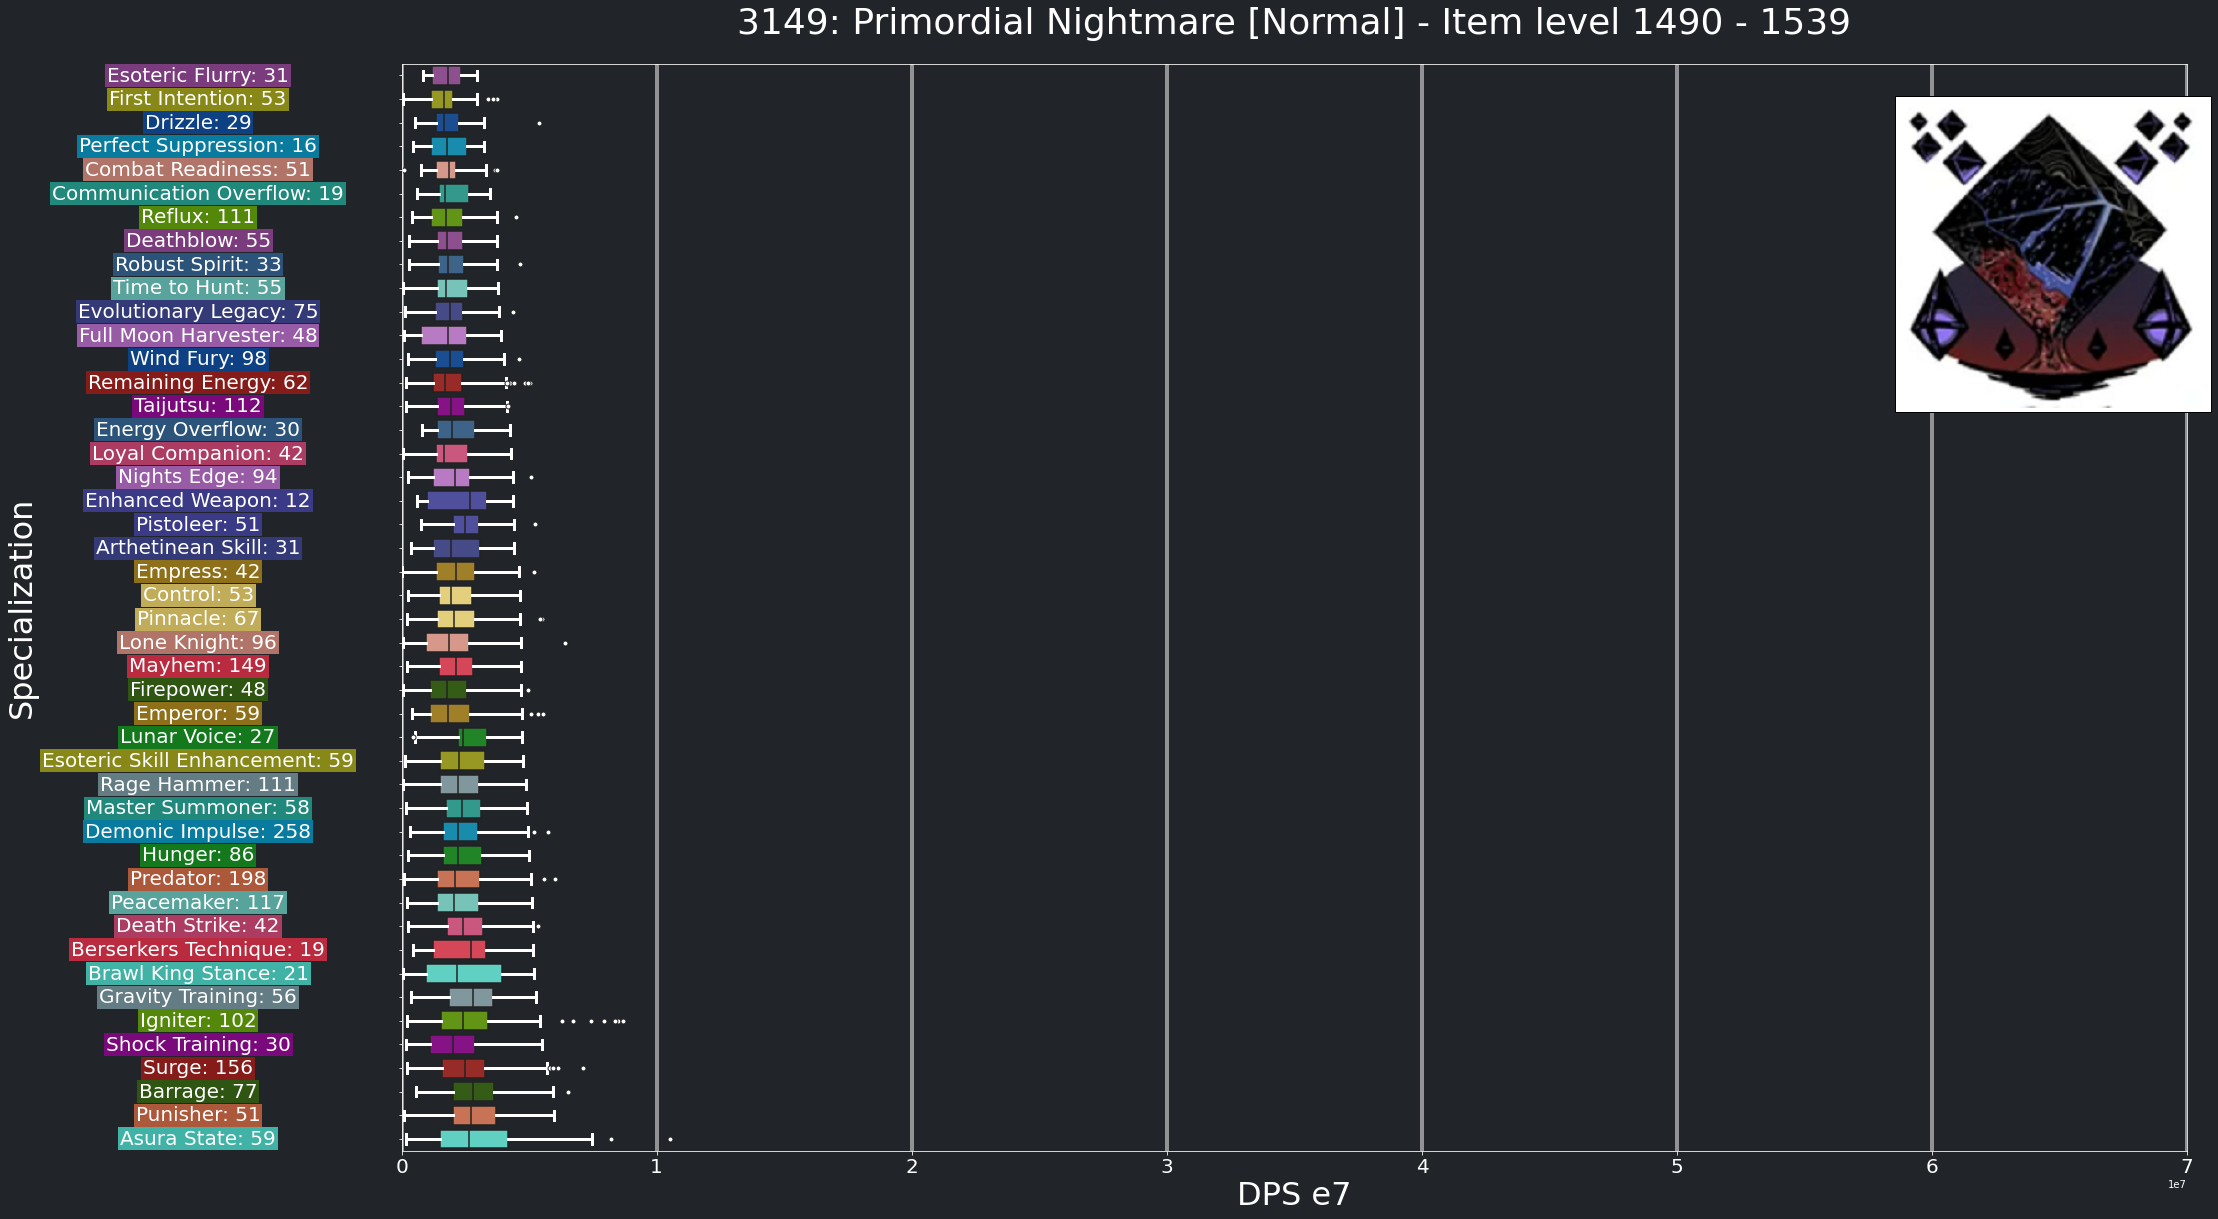 3149: Primordial Nightmare [Normal] - Item level 1490 - 1539
Specialization
Esoteric Flurry: 31
First Intention: 53
Drizzle: 29
Perfect Suppression: 16
Combat Readiness: 51
Communication Overflow: 19
Reflux: 111
Deathblow: 55
Robust Spirit: 33
Time to Hunt: 55
Evolutionary Legacy: 75
Full Moon Harvester: 48
Wind Fury: 98
Remaining Energy: 62
Taijutsu: 112
Energy Overflow: 30
Loyal Companion: 42
Nights Edge: 94
Enhanced Weapon: 12
Pistoleer: 51
Arthetinean Skill: 31
Empress: 42
Control: 53
Pinnacle: 67
Lone Knight: 96
Mayhem: 149
Firepower: 48
Emperor: 59
Lunar Voice: 27
Esoteric Skill Enhancement: 59
Rage Hammer: 111
Master Summoner: 58
Demonic Impulse: 258
Hunger: 86
Predator: 198
Peacemaker: 117
Death Strike: 42
Berserkers Technique: 19
Brawl King Stance: 21
Gravity Training: 56
Igniter: 102
Shock Training: 30
Surge: 156
Barrage: 77
Punisher: 51
Asura State: 59
0 1 2 3 4 5 6 7
1e7
DPS e7